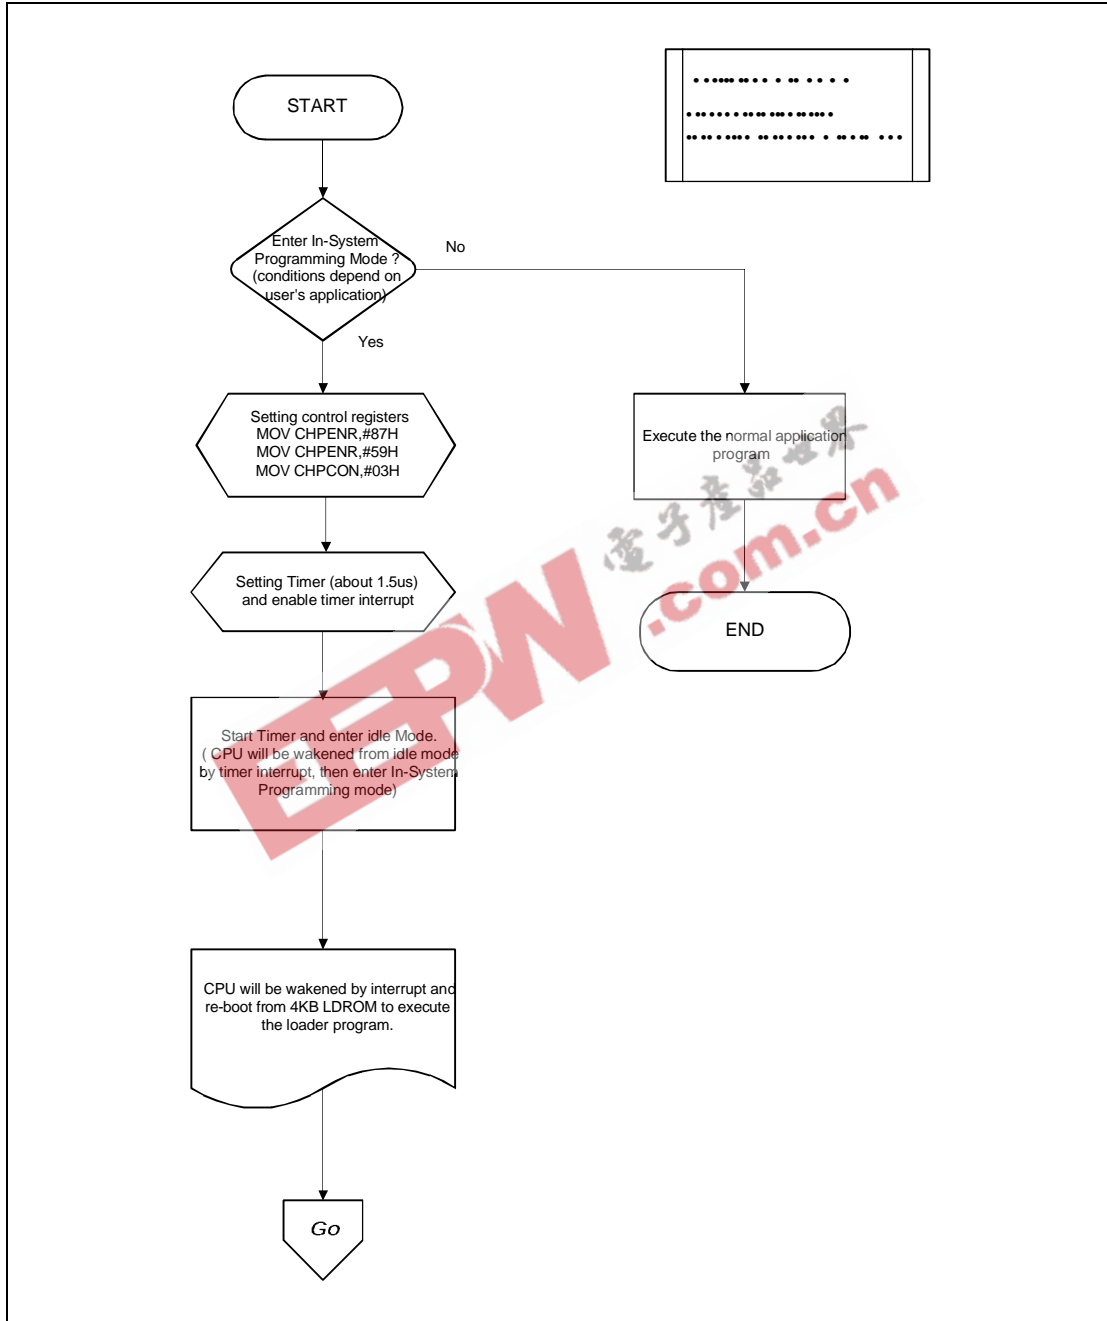 START
Enter In-System
Programming Mode ?
(conditions depend on
user's application)
No
Yes
Setting control registers
MOV CHPENR,#87H
MOV CHPENR,#59H
MOV CHPCON,#03H
Execute the normal application
program
Setting Timer (about 1.5us)
and enable timer interrupt
END
Start Timer and enter idle Mode.
( CPU will be wakened from idle mode
by timer interrupt, then enter In-System
Programming mode)
CPU will be wakened by interrupt and
re-boot from 4KB LDROM to execute
the loader program.
Go
EEPW
.com.cn
電子產品世界